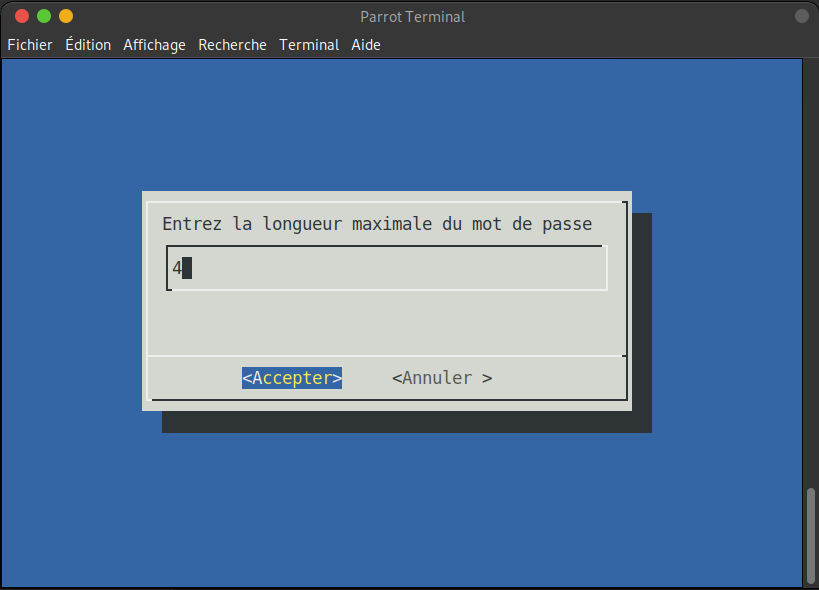 Parrot Terminal
Fichier Édition Affichage Recherche Terminal Aide
Entrez la longueur maximale du mot de passe
4
<Accepter> <Annuler >